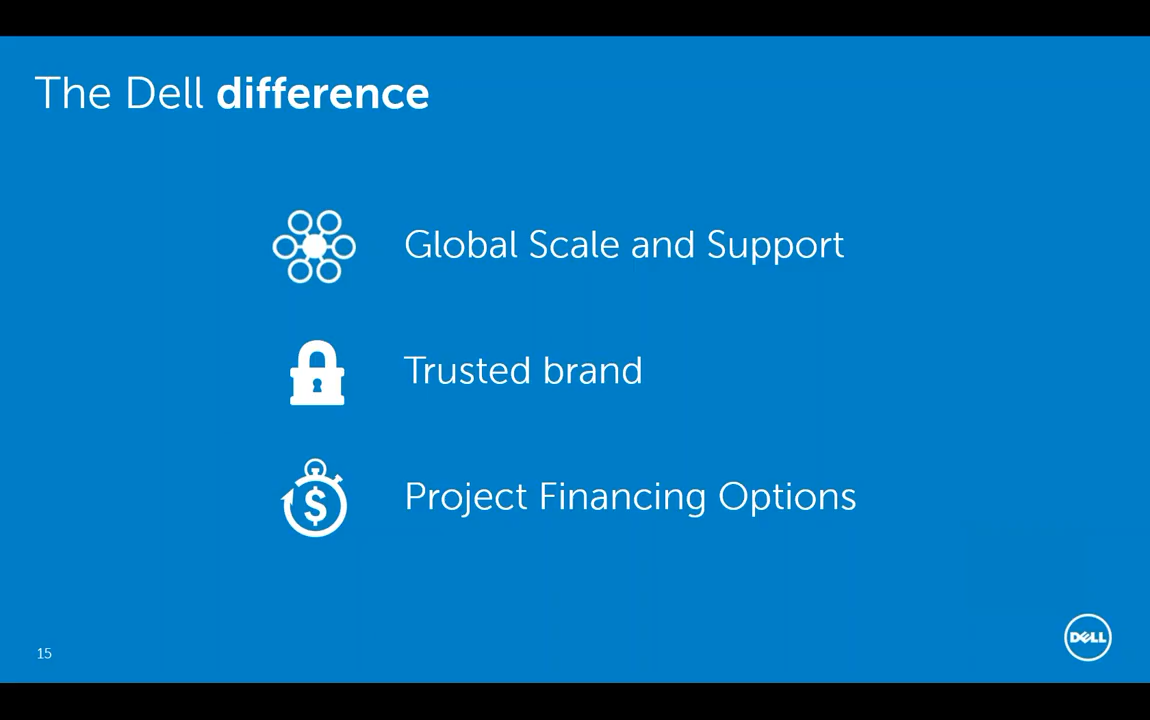 The Dell difference
Global Scale and Support
Trusted brand
$
Project Financing Options
15
DELL